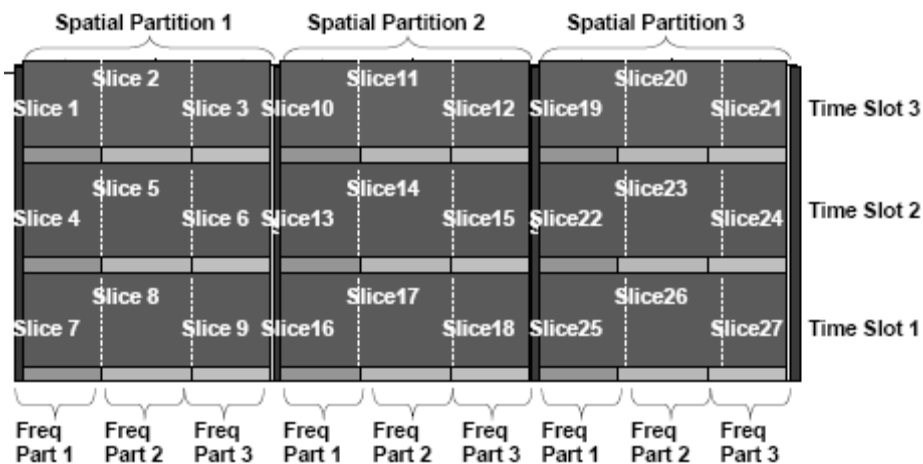 Spatial Partition 1 Spatial Partition 2 Spatial Partition 3
Slice 2 Slice11 Slice20
Slice 1 Slice 3 Slice10 Slice12 Slice19 Slice21 Time Slot 3
Slice 5 Slice14 Slice23
Slice 4 Slice 6 Slice13 Slice15 Slice22 Slice24 Time Slot 2
Slice 8 Slice17 Slice26
Slice 7 Slice 9 Slice16 Slice18 Slice25 Slice27 Time Slot 1
Freq Freq Freq Freq Freq Freq Freq Freq Freq
Part 1 Part 2 Part 3 Part 1 Part 2 Part 3 Part 1 Part 2 Part 3